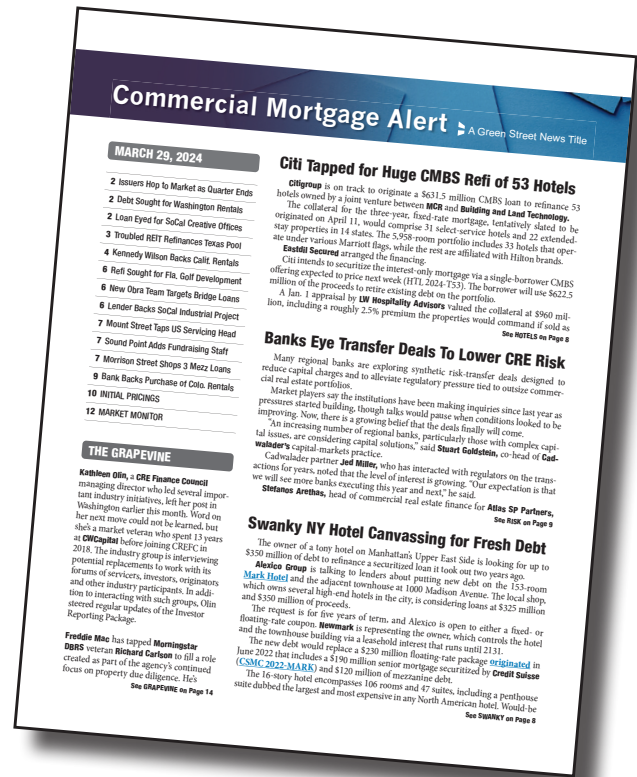 Commercial Mortgage Alert
A Green Street News Title
MARCH 29, 2024
2 Issuers Hop to Market as Quarter Ends
2 Debt Sought for Washington Rentals
2 Loan Eyed for SoCal Creative Offices
3 Troubled REIT Refinances Texas Pool
4 Kennedy Wilson Backs Calif. Rentals
6 Refi Sought for Fla. Golf Development
6 New Obra Team Targets Bridge Loans
6 Lender Backs SoCal Industrial Project
7 Mount Street Taps US Servicing Head
7 Sound Point Adds Fundraising Staff
7 Morrison Street Shops 3 Mezz Loans
9 Bank Backs Purchase of Colo. Rentals
10 INITIAL PRICINGS
12 MARKET MONITOR
THE GRAPEVINE
Kathleen Olin, a CRE Finance Council
managing director who led several impor-
tant industry initiatives, left her post in
Washington earlier this month. Word on
her next move could not be learned, but
she's a market veteran who spent 13 years
at CWCapital before joining CREFC in
2018. The industry group is interviewing
potential replacements to work with its
forums of servicers, investors, originators
and other industry participants. In addi-
tion to interacting with such groups, Olin
steered regular updates of the Investor
Reporting Package.
Freddie Mac has tapped Morningstar
DBRS veteran Richard Carlson to fill a role
created as part of the agency's continued
focus on property due diligence. He's
See GRAPEVINE on Page 14
Citi Tapped for Huge CMBS Refi of 53 Hotels
Citigroup is on track to originate a $631.5 million CMBS loan to refinance 53
hotels owned by a joint venture between MCR and Building and Land Technology.
The collateral for the three-year, fixed-rate mortgage, tentatively slated to be
originated on April 11, would comprise 31 select-service hotels and 22 extended-
stay properties in 14 states. The 5,958-room portfolio includes 33 hotels that oper-
ate under various Marriott flags, while the rest are affiliated with Hilton brands.
Eastdil Secured arranged the financing.
Citi intends to securitize the interest-only mortgage via a single-borrower CMBS
offering expected to price next week (HTL 2024-T53). The borrower will use $622.5
million of the proceeds to retire existing debt on the portfolio.
A Jan. 1 appraisal by LW Hospitality Advisors valued the collateral at $960 mil-
lion, including a roughly 2.5% premium the properties would command if sold as
See HOTELS on Page 8
Banks Eye Transfer Deals To Lower CRE Risk
Many regional banks are exploring synthetic risk-transfer deals designed to
reduce capital charges and to alleviate regulatory pressure tied to outsize commer-
cial real estate portfolios.
Market players say the institutions have been making inquiries since last year as
pressures started building, though talks would pause when conditions looked to be
improving. Now, there is a growing belief that the deals finally will come.
"An increasing number of regional banks, particularly those with complex capi-
tal issues, are considering capital solutions," said Stuart Goldstein, co-head of Cad-
walader's capital-markets practice.
Cadwalader partner Jed Miller, who has interacted with regulators on the trans-
actions for years, noted that the level of interest is growing. "Our expectation is that
we will see more banks executing this year and next," he said.
Stefanos Arethas, head of commercial real estate finance for Atlas SP Partners,
See RISK on Page 9
Swanky NY Hotel Canvassing for Fresh Debt
The owner of a tony hotel on Manhattan's Upper East Side is looking for up to
$350 million of debt to refinance a securitized loan it took out two years ago.
Alexico Group is talking to lenders about putting new debt on the 153-room
Mark Hotel and the adjacent townhouse at 1000 Madison Avenue. The local shop,
which owns several high-end hotels in the city, is considering loans at $325 million
and $350 million of proceeds.
The request is for five years of term, and Alexico is open to either a fixed- or
floating-rate coupon. Newmark is representing the owner, which controls the hotel
and the townhouse building via a leasehold interest that runs until 2131.
The new debt would replace a $230 million floating-rate package originated in
June 2022 that includes a $190 million senior mortgage securitized by Credit Suisse
(CSMC 2022-MARK) and $120 million of mezzanine debt.
The 16-story hotel encompasses 106 rooms and 47 suites, including a penthouse
suite dubbed the largest and most expensive in any North American hotel. Would-be
See SWANKY on Page 8